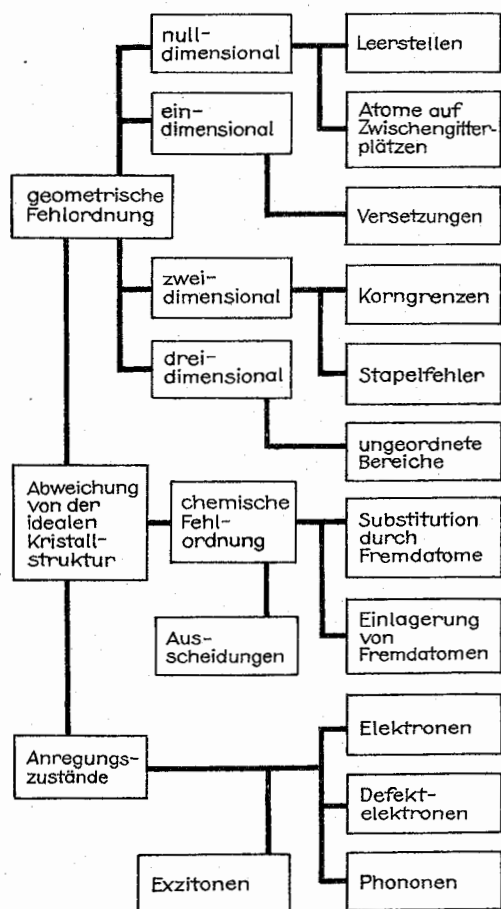 null-
dimensional
Leerstellen
ein-
dimensional
Atome auf
Zwischengitter-
plätzen
geometrische
Fehlordnung
Versetzungen
zwei-
dimensional
Korngrenzen
drei-
dimensional
Stapelfehler
ungeordnete
Bereiche
Abweichung
von der
idealen
Kristall-
struktur
chemische
Fehl-
ordnung
Substitution
durch
Fremdatome
Aus-
scheidungen
Einlagerung
von
Fremdatomen
Anregungs-
zustände
Elektronen
Defekt-
elektronen
Exzitonen
Phononen